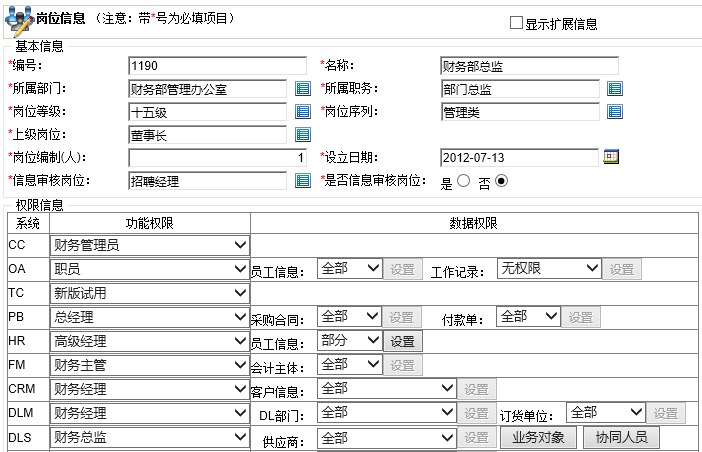 岗位信息 （注意：带*号为必填项目） 显示扩展信息
基本信息
*编号： 1190 *名称： 财务部总监
*所属部门： 财务部管理办公室 *所属职务： 部门总监
*岗位等级： 十五级 *岗位序列： 管理类
*上级岗位： 董事长
*岗位编制(人)： 1 *设立日期： 2012-07-13
*信息审核岗位： 招聘经理 *是否信息审核岗位： 是 否
权限信息
系统 功能权限 数据权限
CC 财务管理员
OA 职员 员工信息： 全部 设置 工作记录： 无权限 设置
TC 新版试用
PB 总经理 采购合同： 全部 设置 付款单： 全部 设置
HR 高级经理 员工信息： 部分 设置
FM 财务主管 会计主体： 全部 设置
CRM 财务经理 客户信息： 全部 设置
DLM 财务经理 DL部门： 全部 设置 订货单位： 全部 设置
DLS 财务总监 供应商： 全部 设置 业务对象 协同人员